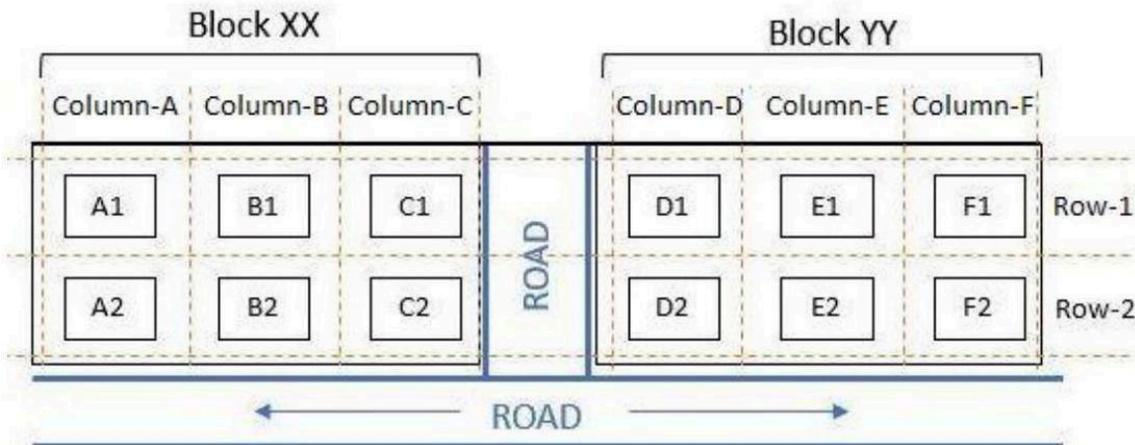 Block XX Block YY
Column-A Column-B Column-C Column-D Column-E Column-F
A1 B1 C1 ROAD D1 E1 F1 Row-1
A2 B2 C2 D2 E2 F2 Row-2
ROAD